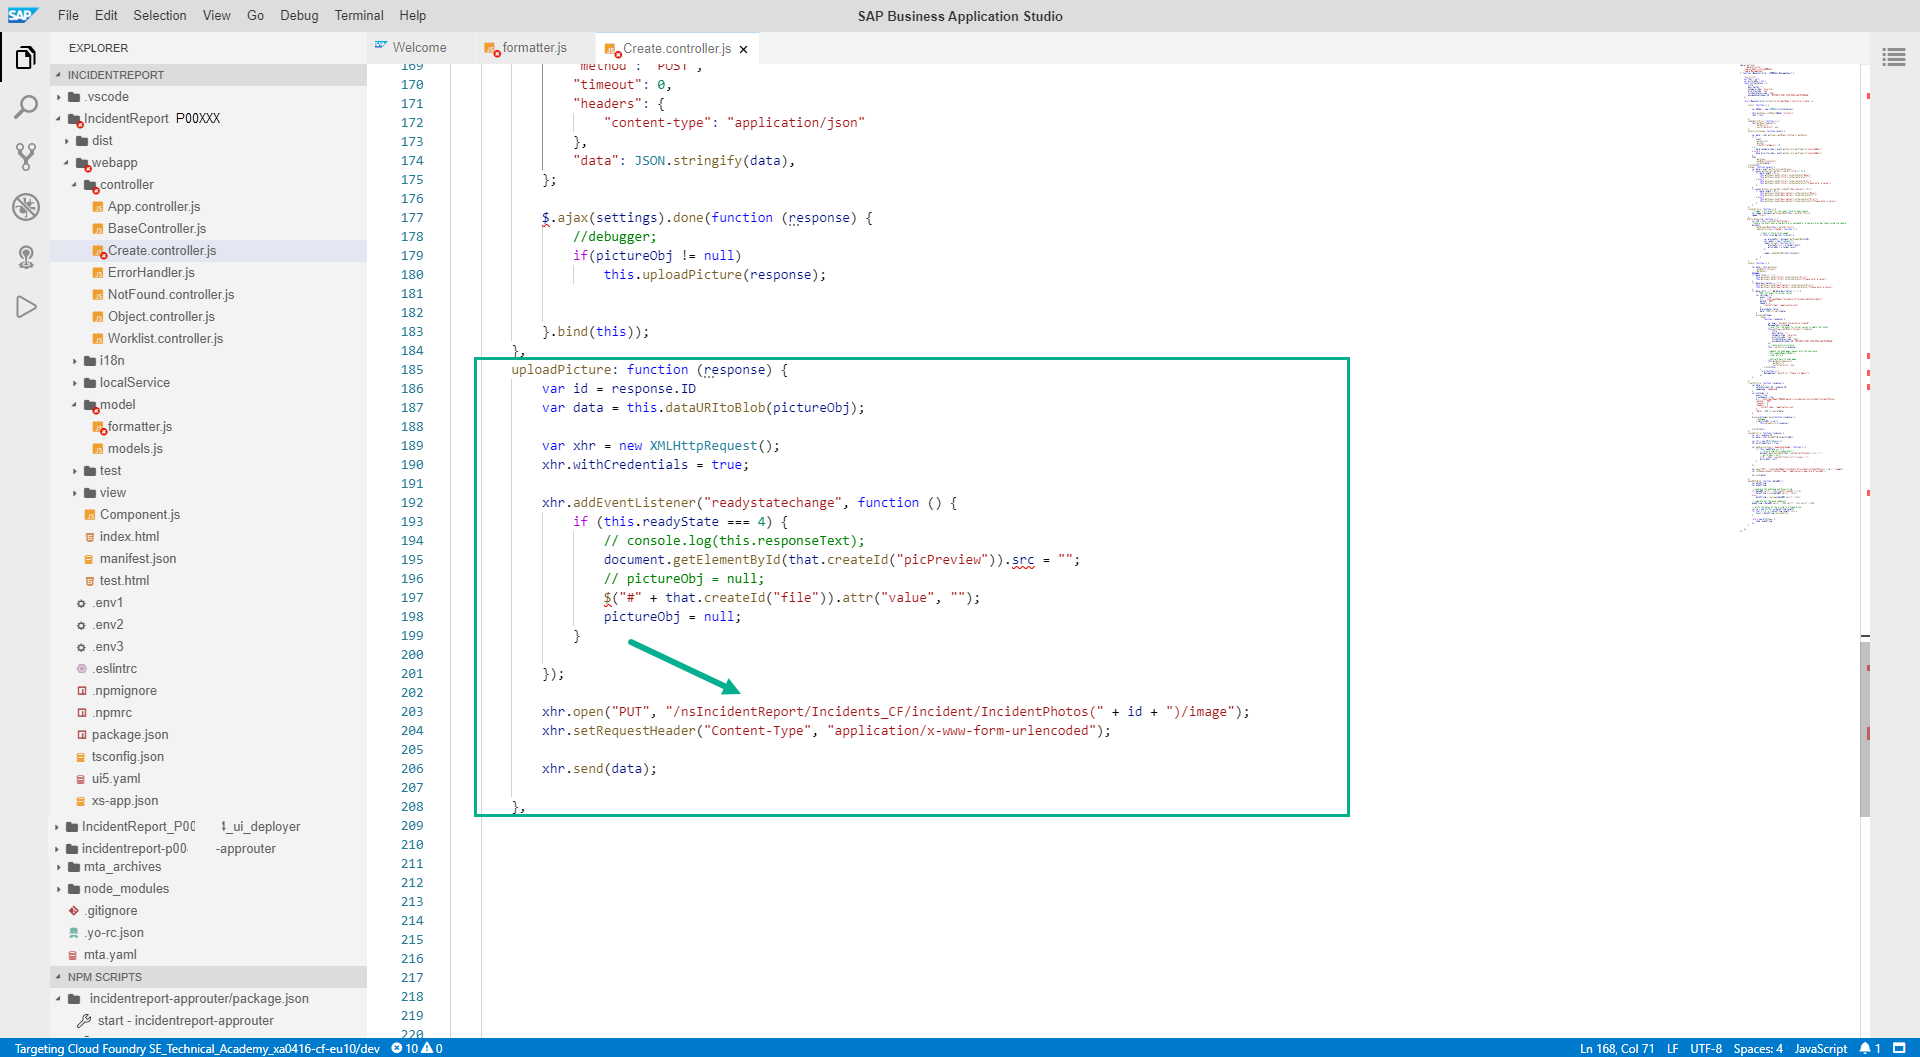 SAP File Edit Selection View Go Debug Terminal Help SAP Business Application Studio
EXPLORER
INCIDENTREPORT
.vscode
IncidentReport P00XXX
dist
webapp
controller
App.controller.js
BaseController.js
Create.controller.js
ErrorHandler.js
NotFound.controller.js
Object.controller.js
Worklist.controller.js
i18n
localService
model
formatter.js
models.js
test
view
Component.js
index.html
manifest.json
test.html
.env1
.env2
.env3
.eslintrc
.npmignore
.npmrc
package.json
tsconfig.json
ui5.yaml
xs-app.json
IncidentReport_P00 4_ui_deployer
incidentreport-p00 -approuter
mta_archives
node_modules
.gitignore
.yo-rc.json
mta.yaml
NPM SCRIPTS
incidentreport-approuter/package.json
start - incidentreport-approuter
Welcome formatter.js Create.controller.js ×
169 "method": "POST",
170 "timeout": 0,
171 "headers": {
172 "content-type": "application/json"
173 },
174 "data": JSON.stringify(data),
175 };
176
177 $.ajax(settings).done(function (response) {
178 //debugger;
179 if(pictureObj != null)
180 this.uploadPicture(response);
181
182
183 }.bind(this));
184 },
185 uploadPicture: function (response) {
186 var id = response.ID
187 var data = this.dataURItoBlob(pictureObj);
188
189 var xhr = new XMLHttpRequest();
190 xhr.withCredentials = true;
191
192 xhr.addEventListener("readystatechange", function () {
193 if (this.readyState === 4) {
194 // console.log(this.responseText);
195 document.getElementById(that.createId("picPreview")).src = "";
196 // pictureObj = null;
197 $("#" + that.createId("file")).attr("value", "");
198 pictureObj = null;
199 }
200
201 });
202
203 xhr.open("PUT", "/nsIncidentReport/Incidents_CF/incident/IncidentPhotos(" + id + ")/image");
204 xhr.setRequestHeader("Content-Type", "application/x-www-form-urlencoded");
205
206 xhr.send(data);
207
208 },
209
210
211
212
213
214
215
216
217
218
219
220
Targeting Cloud Foundry SE_Technical_Academy_xa0416-cf-eu10/dev 10 0 Ln 168, Col 71 LF UTF-8 Spaces: 4 JavaScript 1